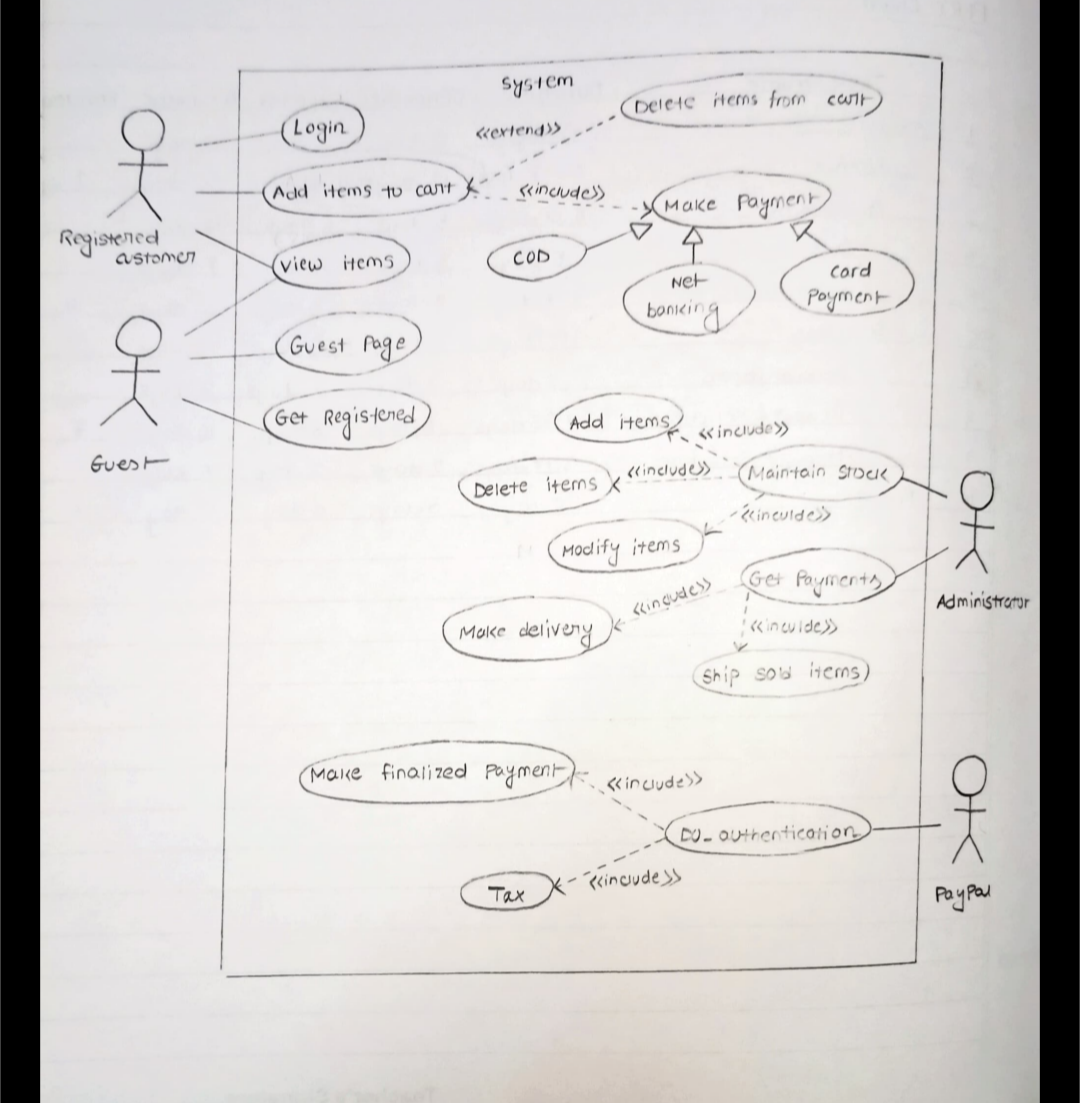 System
Delete items from cart
Login
<<extend>>
Add items to cart
<<include>>
Make Payment
Registered
customer
View items
COD
Net
banking
Card
Payment
Guest Page
Get Registered
Guest
Add items
<<include>>
Delete items
<<include>>
Maintain stock
<<inculde>>
Modify items
Get Payments
Administrator
<<include>>
Make delivery
<<inculde>>
Ship sold items
Make finalized Payment
<<include>>
DO_authentication
<<include>>
Tax
PayPal